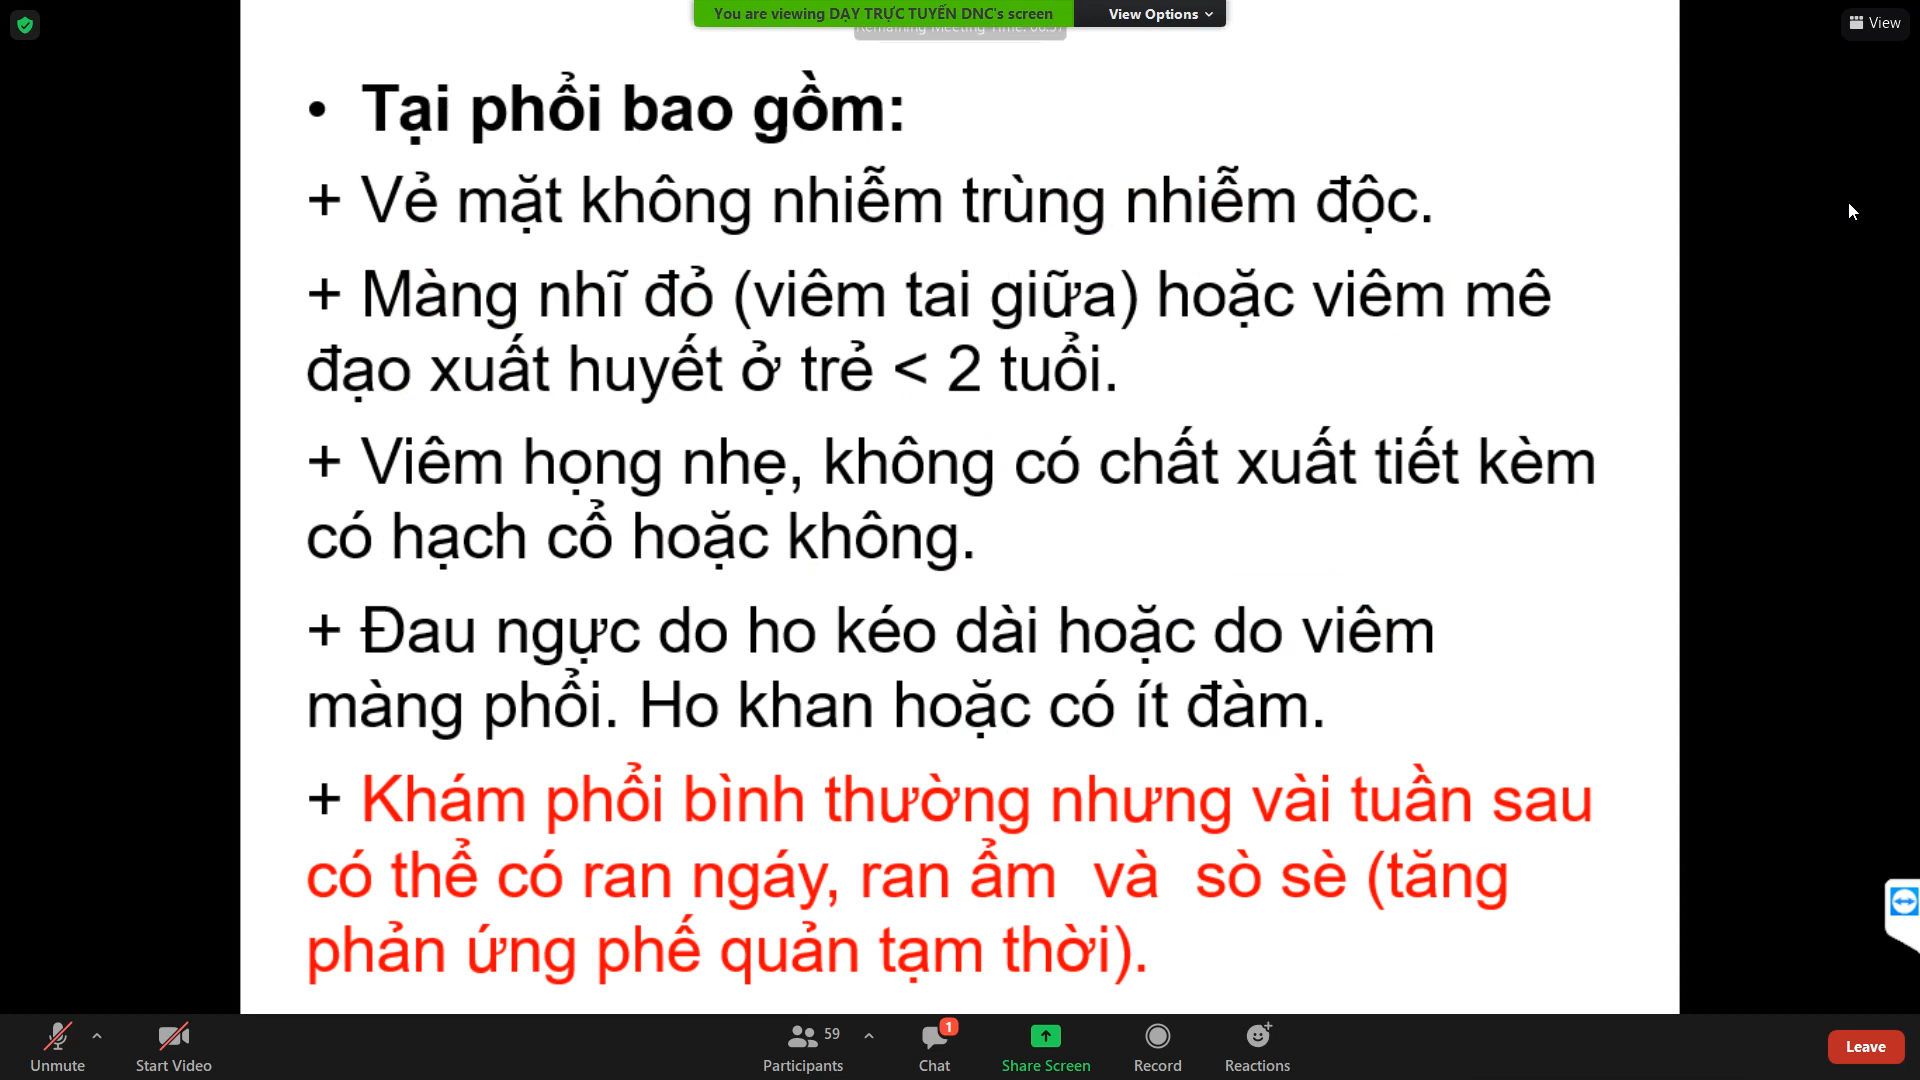 You are viewing DẠY TRỰC TUYẾN DNC's screen
View Options
View
• Tại phổi bao gồm:
+ Vẻ mặt không nhiễm trùng nhiễm độc.
+ Màng nhĩ đỏ (viêm tai giữa) hoặc viêm mê
đạo xuất huyết ở trẻ < 2 tuổi.
+ Viêm họng nhẹ, không có chất xuất tiết kèm
có hạch cổ hoặc không.
+ Đau ngực do ho kéo dài hoặc do viêm
màng phổi. Ho khan hoặc có ít đàm.
+ Khám phổi bình thường nhưng vài tuần sau
có thể có ran ngáy, ran ẩm và sò sè (tăng
phản ứng phế quản tạm thời).
Unmute
Start Video
59
Participants
1
Chat
Share Screen
Record
Reactions
Leave